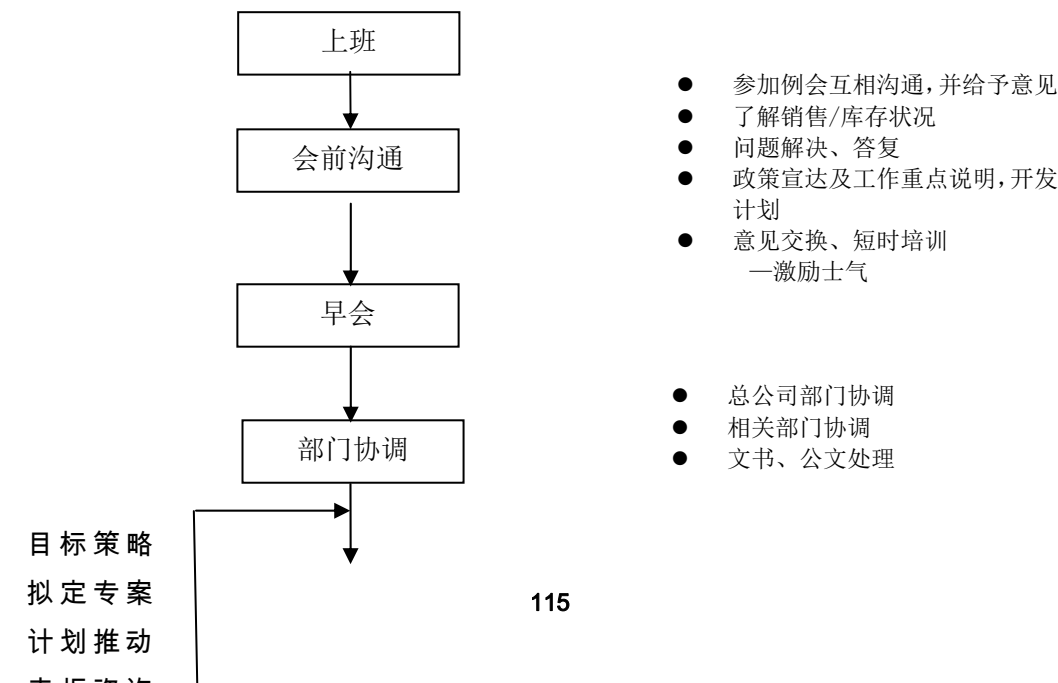 上班
会前沟通
早会
部门协调
● 参加例会互相沟通，并给予意见
● 了解销售/库存状况
● 问题解决、答复
● 政策宣达及工作重点说明，开发
计划
● 意见交换、短时培训
—激励士气
● 总公司部门协调
● 相关部门协调
● 文书、公文处理
目标策略
拟定专案
计划推动
115